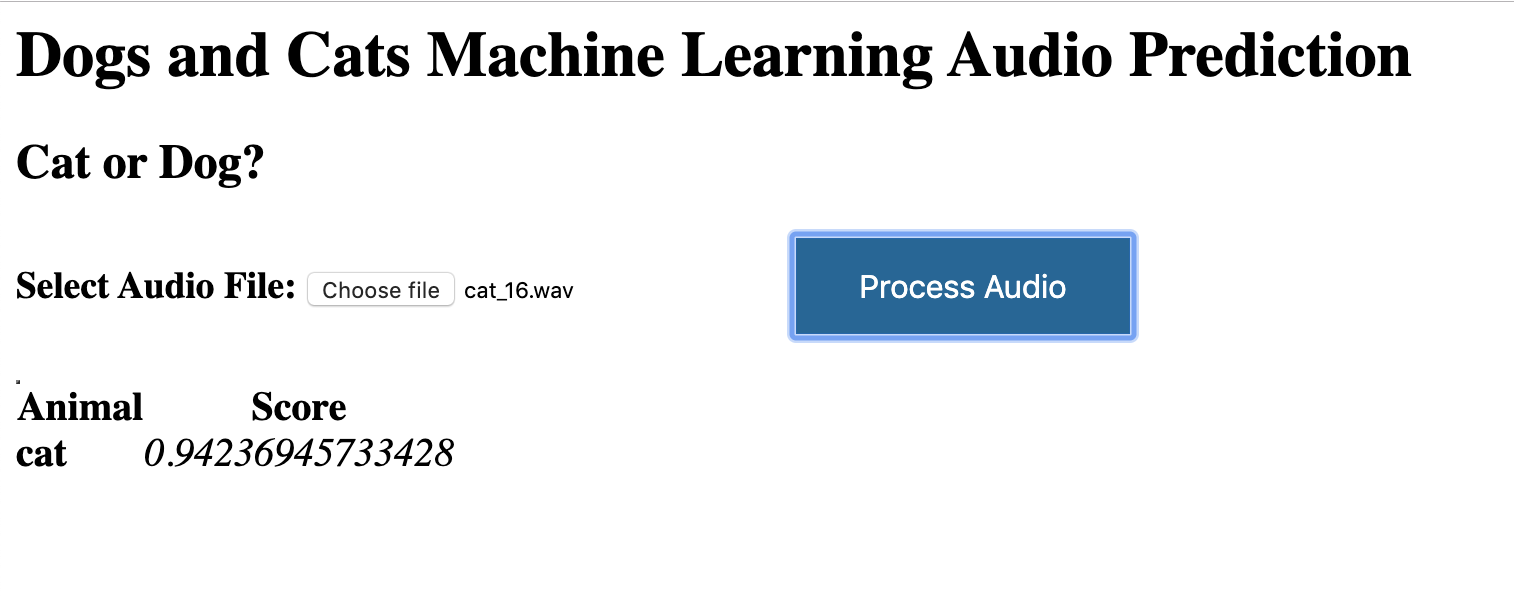 Dogs and Cats Machine Learning Audio Prediction
Cat or Dog?
Select Audio File: Choose file cat_16.wav Process Audio
Animal Score
cat 0.94236945733428